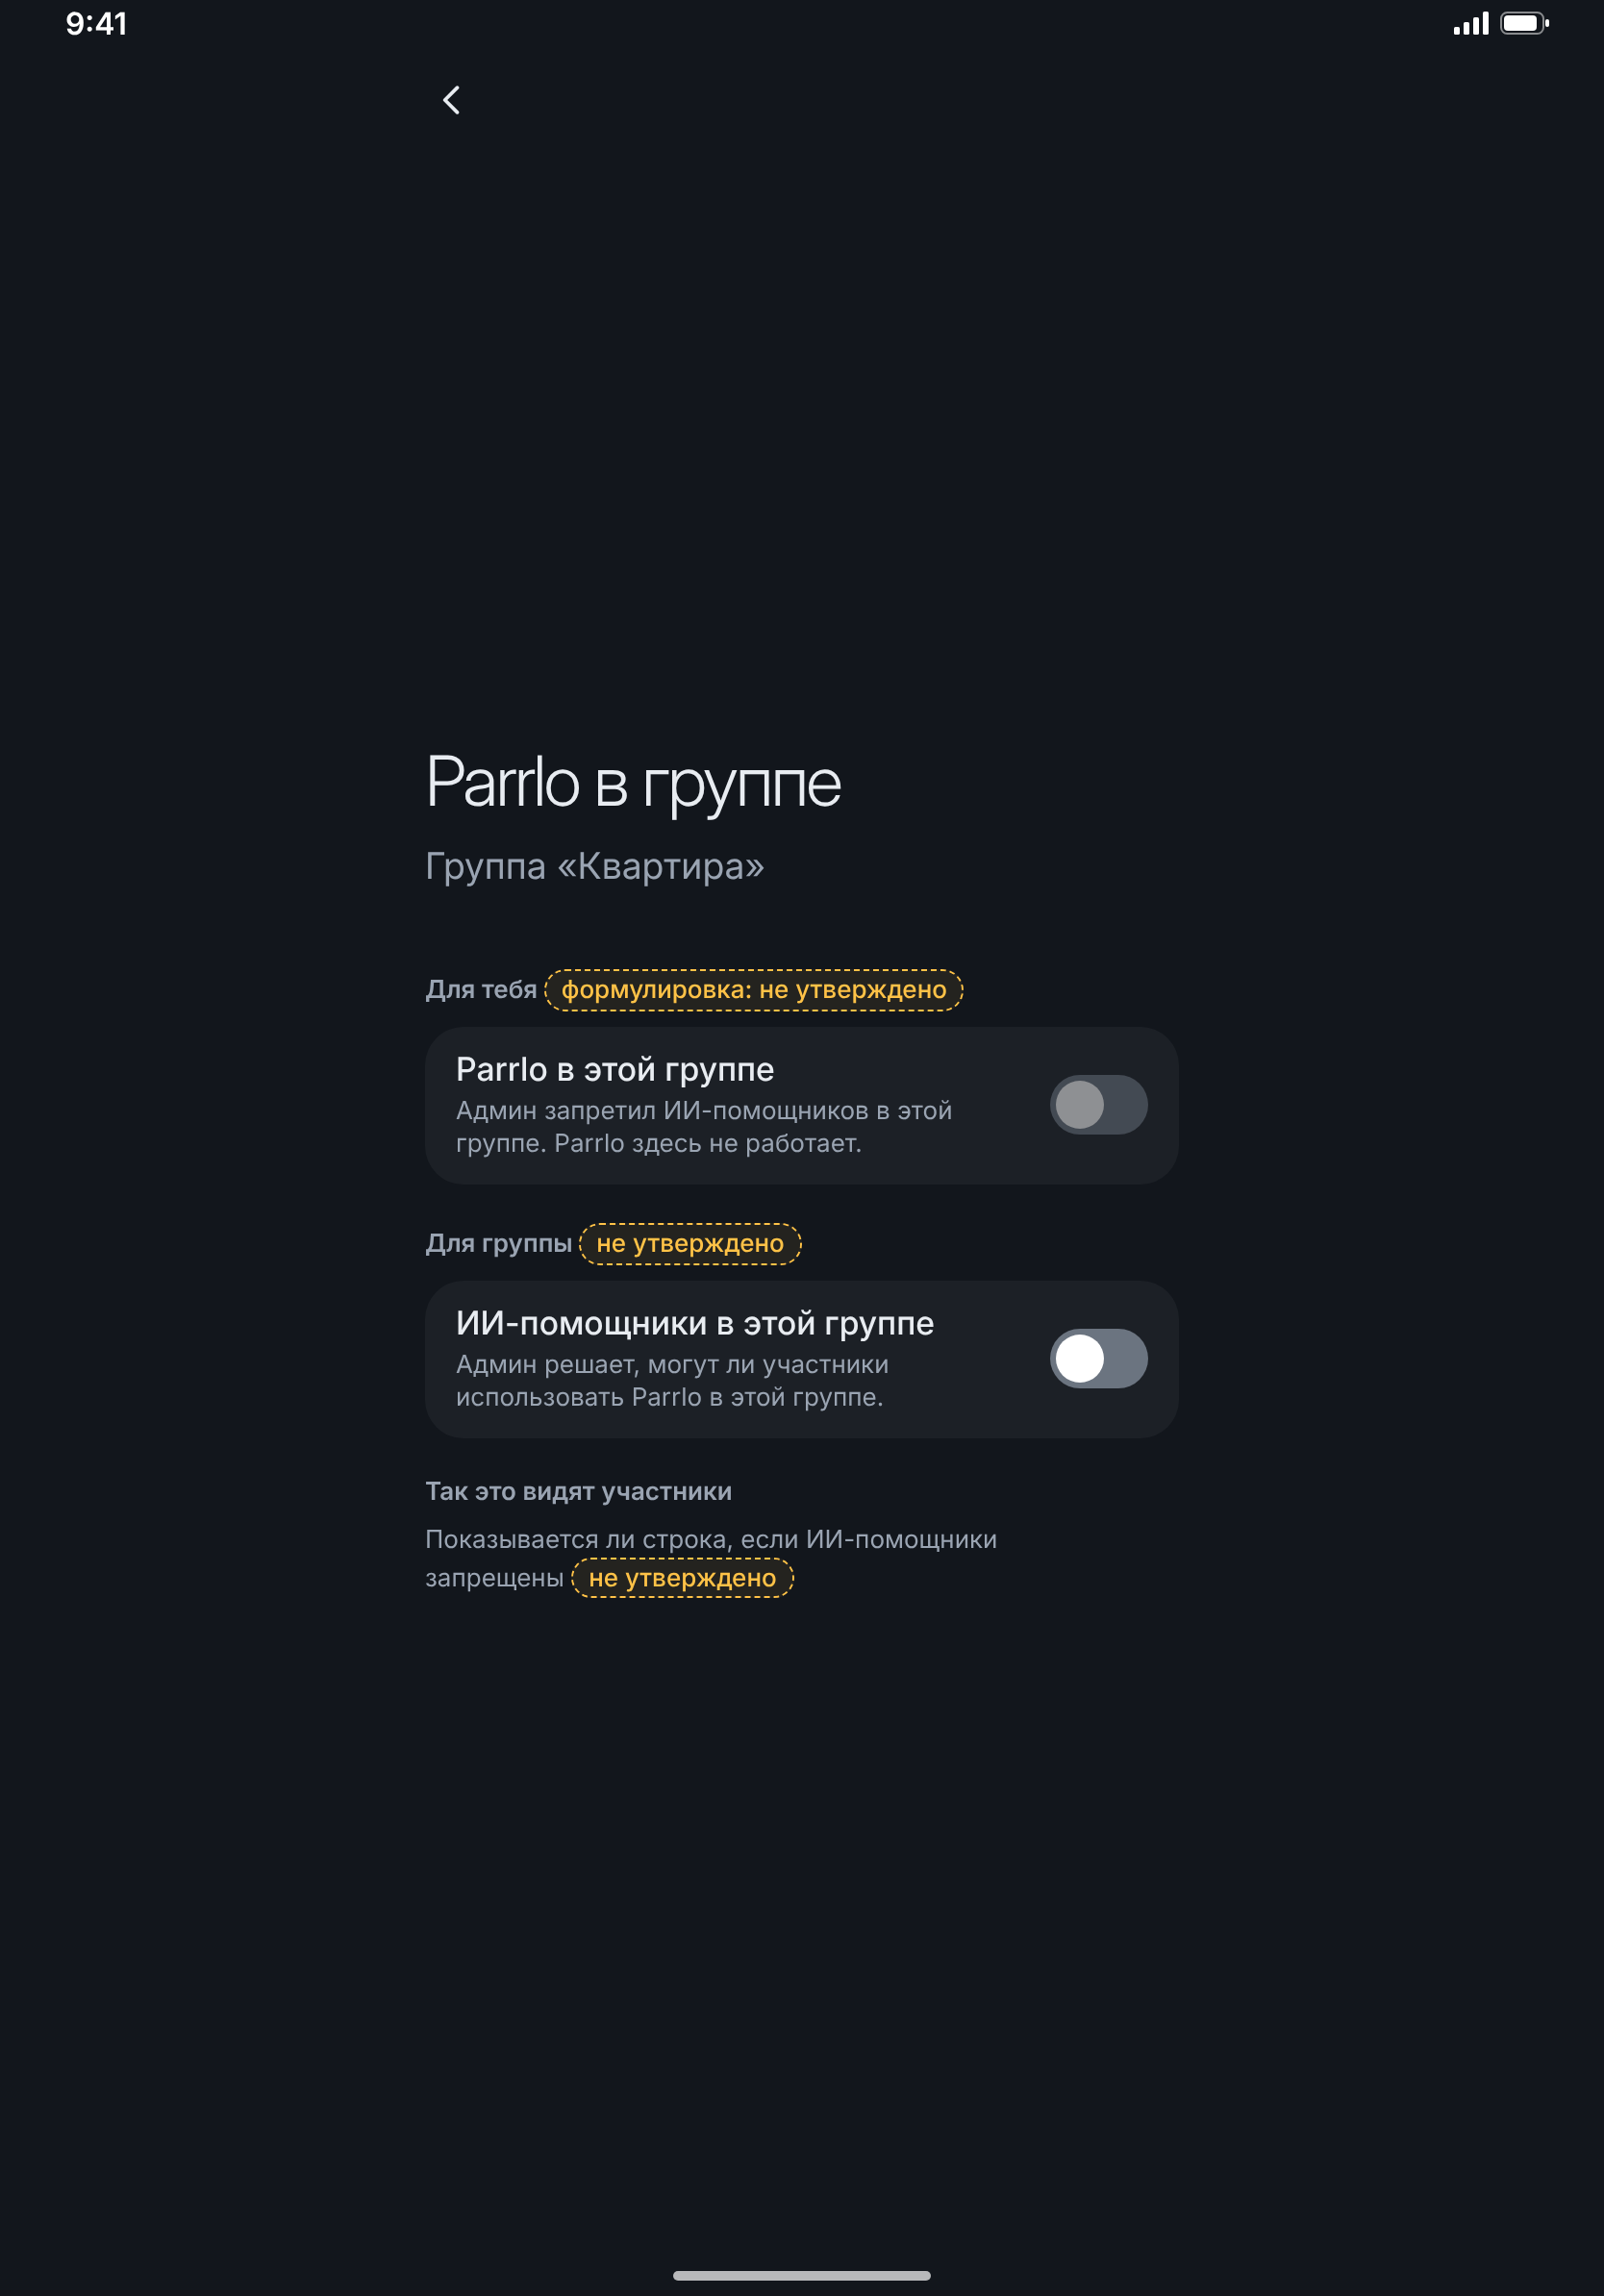 9:41
Parrlo в группе
Группа «Квартира»
Для тебя формулировка: не утверждено
Parrlo в этой группе
Админ запретил ИИ-помощников в этой
группе. Parrlo здесь не работает.
Для группы не утверждено
ИИ-помощники в этой группе
Админ решает, могут ли участники
использовать Parrlo в этой группе.
Так это видят участники
Показывается ли строка, если ИИ-помощники
запрещены не утверждено